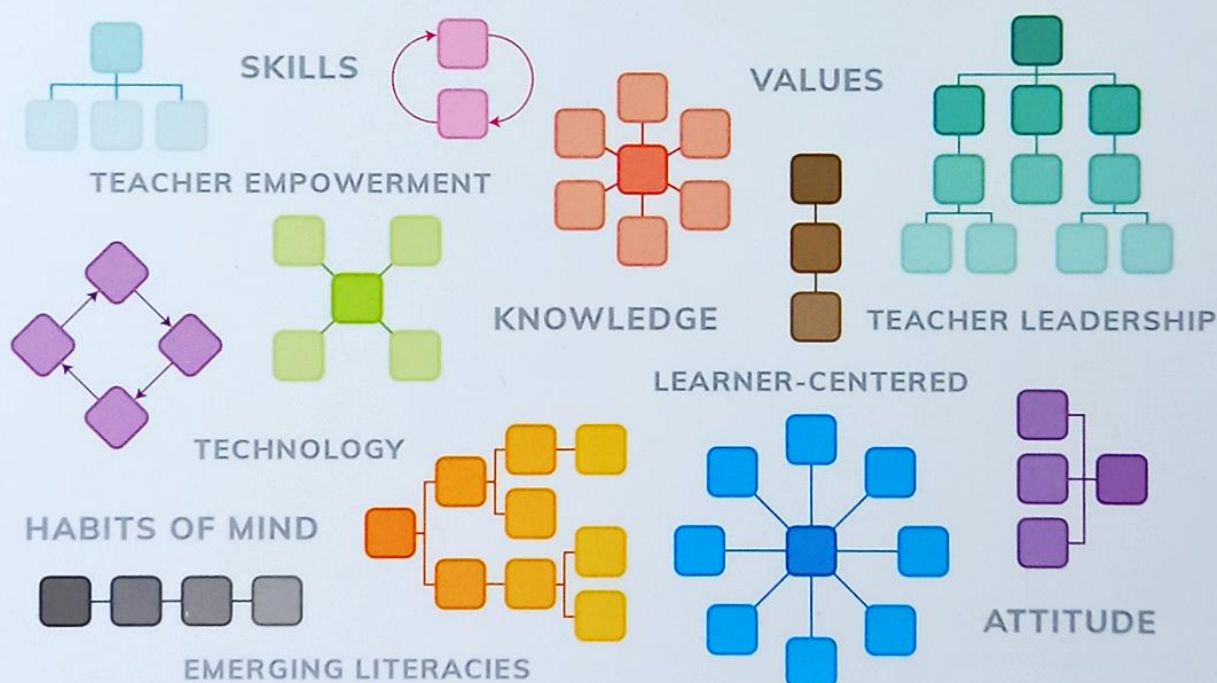 SKILLS
VALUES
TEACHER EMPOWERMENT
KNOWLEDGE
TEACHER LEADERSHIP
LEARNER-CENTERED
TECHNOLOGY
HABITS OF MIND
ATTITUDE
EMERGING LITERACIES